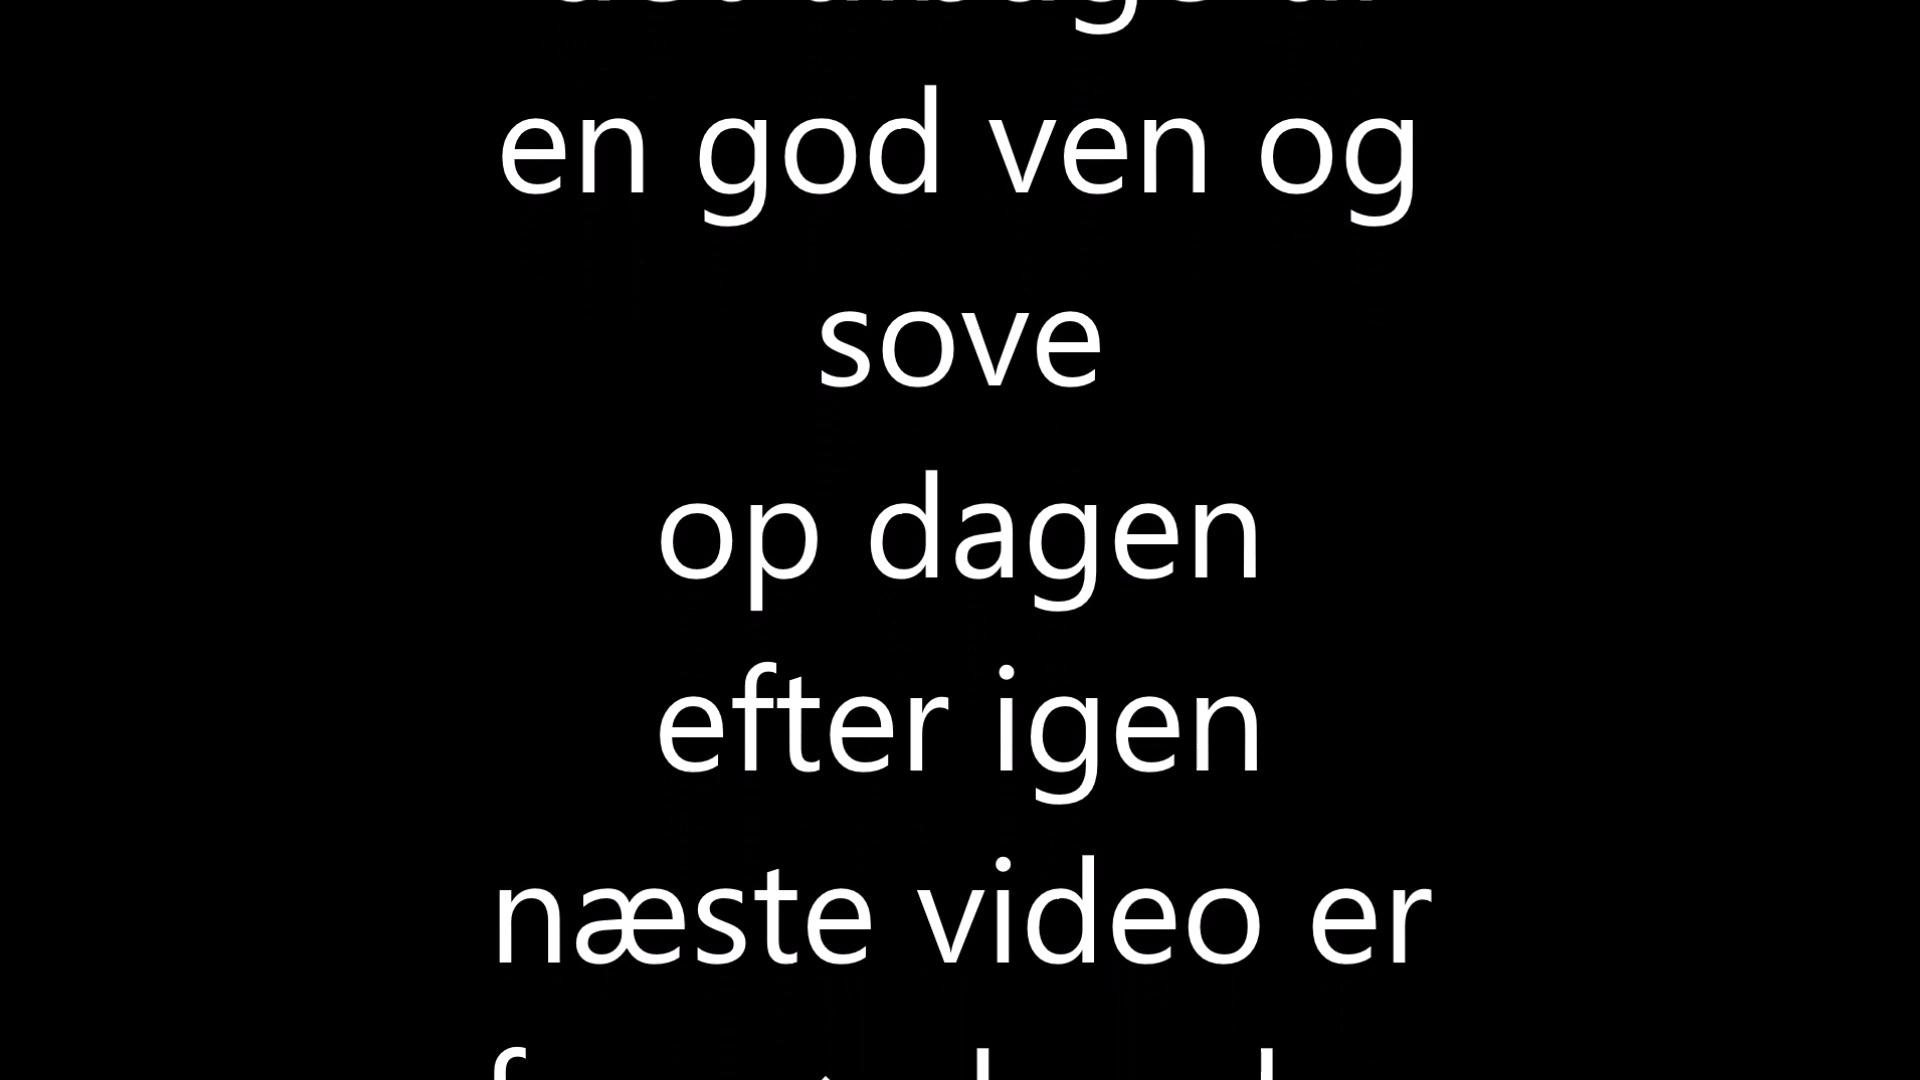 en god ven og
sove
op dagen
efter igen
næste video er